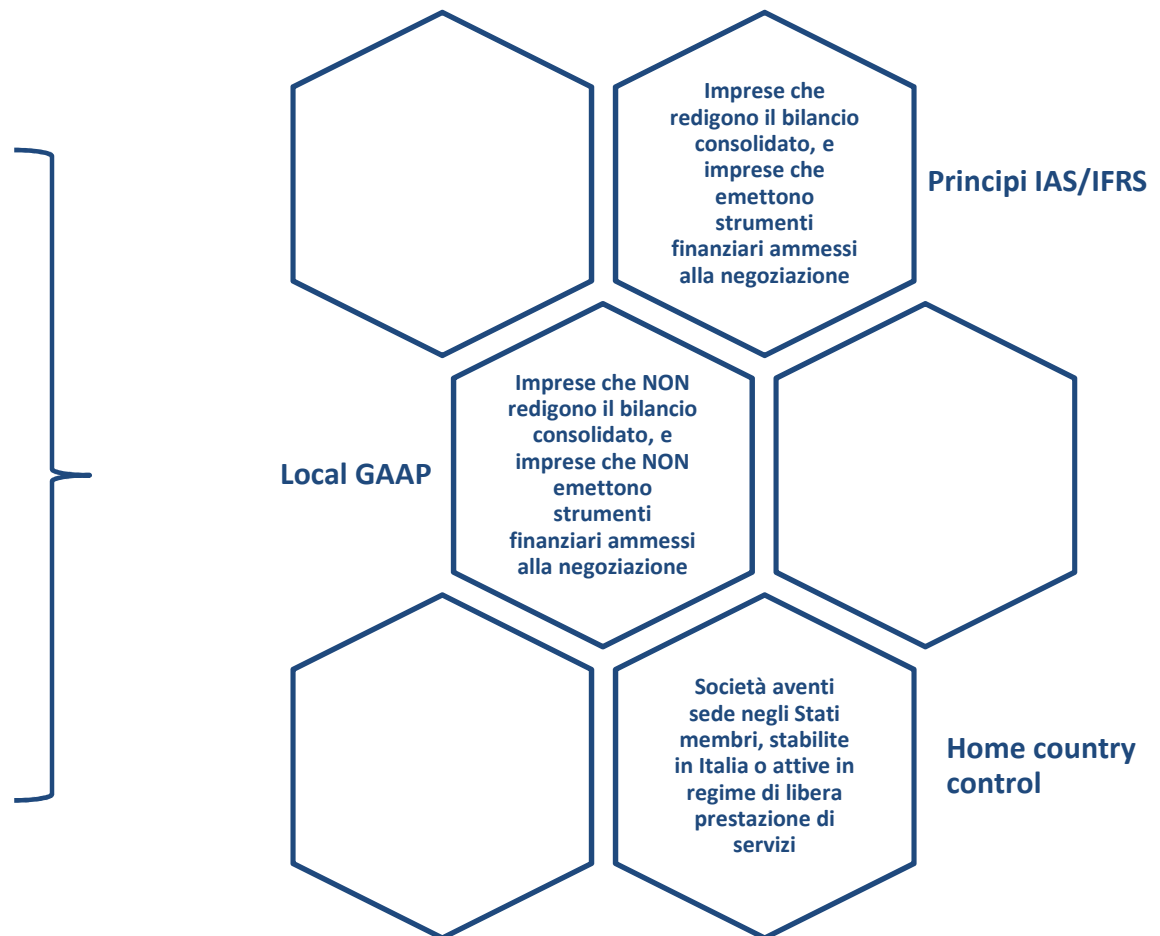 Imprese che
redigono il bilancio
consolidato, e
imprese che
emettono
strumenti
finanziari ammessi
alla negoziazione
Principi IAS/IFRS
Local GAAP
Imprese che NON
redigono il bilancio
consolidato, e
imprese che NON
emettono
strumenti
finanziari ammessi
alla negoziazione
Società aventi
sede negli Stati
membri, stabilite
in Italia o attive in
regime di libera
prestazione di
servizi
Home country
control